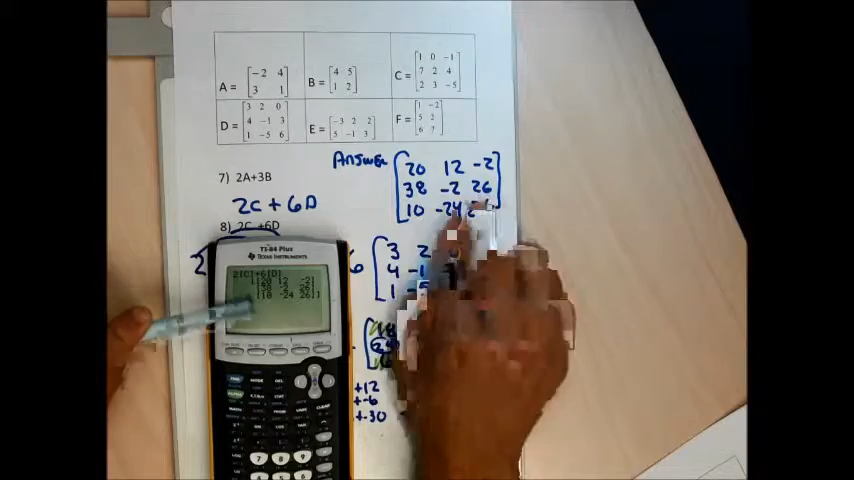 A = [-2 4
3 1]
B = [4 5
1 2]
C = [1 0 -1
7 2 4
2 3 -5]
D = [3 2 0
4 -1 3
1 -5 6]
E = [-3 2 2
5 -1 3]
F = [1 -2
5 2
6 7]
Answer [20 12 -2
38 -2 26
10 -24
7) 2A+3B
2C + 6D
8) 2C +6D
2
6 [3 2
4 -1
1 -5
TI-84 Plus
TEXAS INSTRUMENTS
2[C]+6[D]
[20 12 -2]
[10 -24 26]]
+12
+-6
+-30